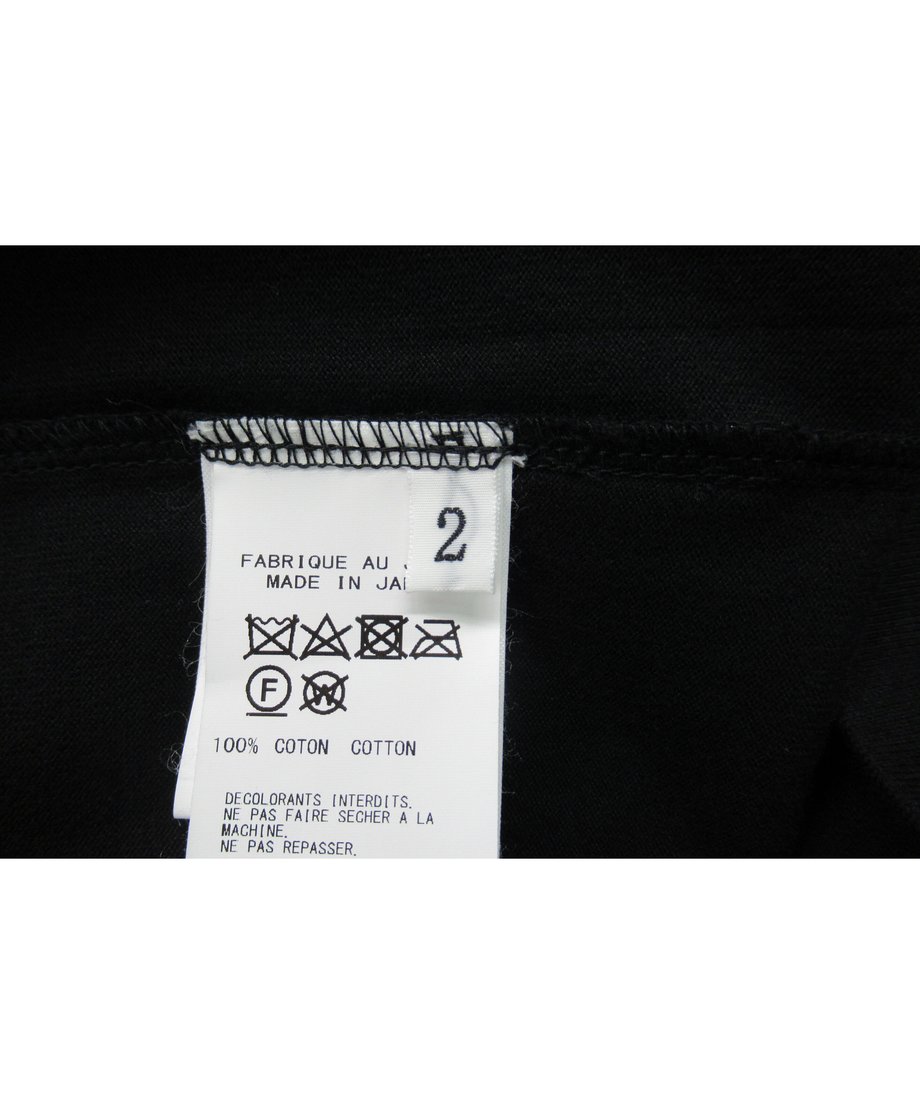 2
FABRIQUE AU
MADE IN
F
W
100% COTON COTTON
DECOLORANTS INTERDITS.
NE PAS FAIRE SECHER A LA
MACHINE.
NE PAS REPASSER.